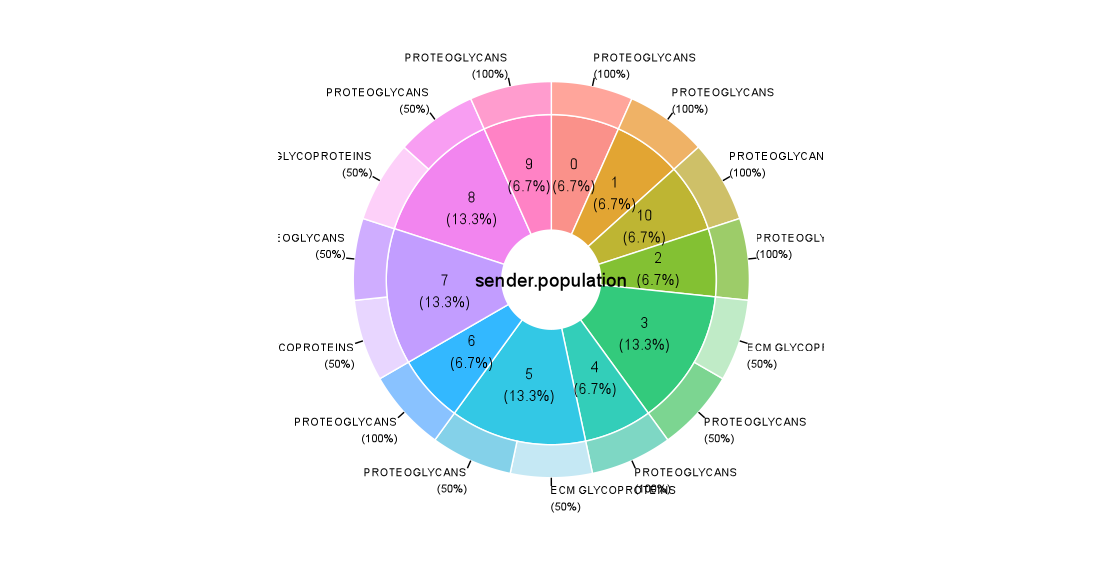 PROTEOGLYCANS
(100%)
PROTEOGLYCANS
(100%)
PROTEOGLYCANS
(50%)
PROTEOGLYCANS
(100%)
GLYCOPROTEINS
(50%)
PROTEOGLYCAN
(100%)
9
(6.7%)
0
(6.7%)
1
(6.7%)
8
(13.3%)
10
(6.7%)
EOGLYCANS
(50%)
PROTEOGLY
(100%)
2
(6.7%)
7
(13.3%)
sender.population
3
(13.3%)
COPROTEINS
(50%)
ECM GLYCOPR
(50%)
6
(6.7%)
5
(13.3%)
4
(6.7%)
PROTEOGLYCANS
(100%)
PROTEOGLYCANS
(50%)
PROTEOGLYCANS
(50%)
PROTEOGLYCANS
(100%)
ECM GLYCOPROTEINS
(50%)